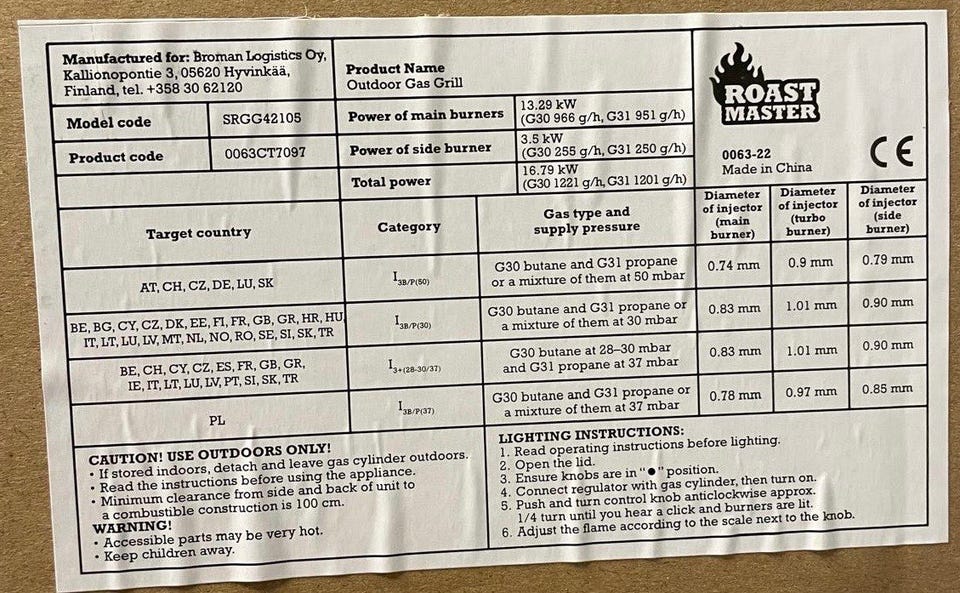 Manufactured for: Broman Logistics Oy,
Kallionopontie 3, 05620 Hyvinkää,
Finland, tel. +358 30 62120
Product Name
Outdoor Gas Grill
ROAST
MASTER
0063-22
Made in China
CE
Model code
SRGG42105
Power of main burners
13.29 kW
(G30 966 g/h, G31 951 g/h)
Product code
0063CT7097
Power of side burner
3.5 kW
(G30 255 g/h, G31 250 g/h)
Total power
16.79 kW
(G30 1221 g/h, G31 1201 g/h)
Target country
Category
Gas type and
supply pressure
Diameter
of injector
(main
burner)
Diameter
of injector
(turbo
burner)
Diameter
of injector
(side
burner)
AT, CH, CZ, DE, LU, SK
I3B/P(50)
G30 butane and G31 propane
or a mixture of them at 50 mbar
0.74 mm
0.9 mm
0.79 mm
BE, BG, CY, CZ, DK, EE, FI, FR, GB, GR, HR, HU,
IT, LT, LU, LV, MT, NL, NO, RO, SE, SI, SK, TR
I3B/P(30)
G30 butane and G31 propane or
a mixture of them at 30 mbar
0.83 mm
1.01 mm
0.90 mm
BE, CH, CY, CZ, ES, FR, GB, GR,
IE, IT, LT, LU, LV, PT, SI, SK, TR
I3+(28-30/37)
G30 butane at 28–30 mbar
and G31 propane at 37 mbar
0.83 mm
1.01 mm
0.90 mm
PL
I3B/P(37)
G30 butane and G31 propane or
a mixture of them at 37 mbar
0.78 mm
0.97 mm
0.85 mm
CAUTION! USE OUTDOORS ONLY!
• If stored indoors, detach and leave gas cylinder outdoors.
• Read the instructions before using the appliance.
• Minimum clearance from side and back of unit to
a combustible construction is 100 cm.
WARNING!
• Accessible parts may be very hot.
• Keep children away.
LIGHTING INSTRUCTIONS:
1. Read operating instructions before lighting.
2. Open the lid.
3. Ensure knobs are in "●" position.
4. Connect regulator with gas cylinder, then turn on.
5. Push and turn control knob anticlockwise approx.
1/4 turn until you hear a click and burners are lit.
6. Adjust the flame according to the scale next to the knob.